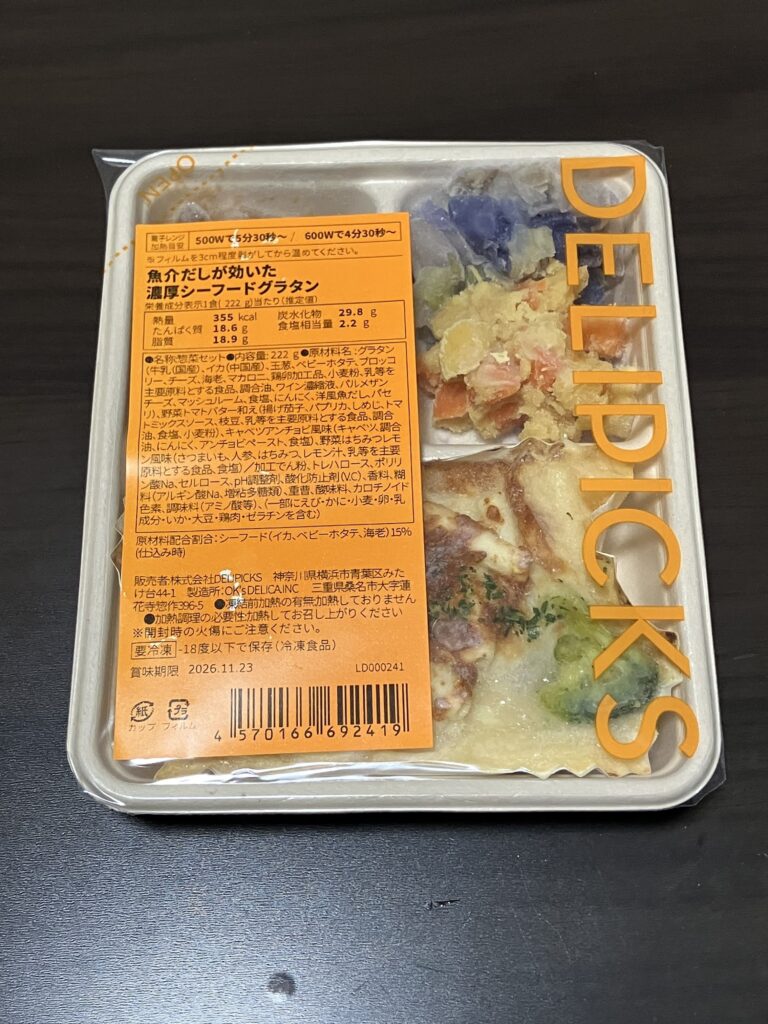 OPEN
DELIPICKS
電子レンジ
加熱目安
500Wで5分30秒～ / 600Wで4分30秒～
※フィルムを3cm程度剥がしてから温めてください。
魚介だしが効いた
濃厚シーフードグラタン
栄養成分表示1食( 222 g)当たり(推定値)
熱量 355 kcal 炭水化物 29.8 g
たんぱく質 18.6 g 食塩相当量 2.2 g
脂質 18.9 g
●名称:惣菜セット●内容量:222 g●原材料名:グラタン
(牛乳(国産)、イカ(中国産)、玉葱、ベビーホタテ、ブロッコ
リー、チーズ、海老、マカロニ、鶏卵加工品、小麦粉、乳等を
主要原料とする食品、調合油、ワイン濃縮液、パルメザン
チーズ、マッシュルーム、食塩、にんにく、洋風魚だし、パセ
リ)、野菜トマトバター和え(揚げ茄子、パプリカ、しめじ、ト
マトミックスソース、枝豆、乳等を主要原料とする食品、調合
油、食塩、小麦粉)、キャベツアンチョビ風味(キャベツ、調合
油、にんにく、アンチョビペースト、食塩)、野菜はちみつレモ
ン風味(さつまいも、人参、はちみつ、レモン汁、乳等を主要
原料とする食品、食塩)/加工でん粉、トレハロース、ポリリ
ン酸Na、セルロース、pH調整剤、酸化防止剤(V.C)、香料、糊
料(アルギン酸Na、増粘多糖類)、重曹、酸味料、カロチノイド
色素、調味料(アミノ酸等)、(一部にえび・かに・小麦・卵・乳
成分・いか・大豆・鶏肉・ゼラチンを含む)
原材料配合割合:シーフード(イカ、ベビーホタテ、海老)15%
(仕込み時)
販売者:株式会社DELIPICKS 神奈川県横浜市青葉区みた
け台44-1 製造所:OK's DELICA.INC 三重県桑名市大字蓮
花寺惣作396-5 ●凍結前加熱の有無:加熱しておりません
●加熱調理の必要性:加熱してお召し上がりください
※開封時の火傷にご注意ください。
要冷凍 -18度以下で保存(冷凍食品)
賞味期限 2026.11.23 LD000241
紙 プラ
カップ フィルム
4 570166 692419